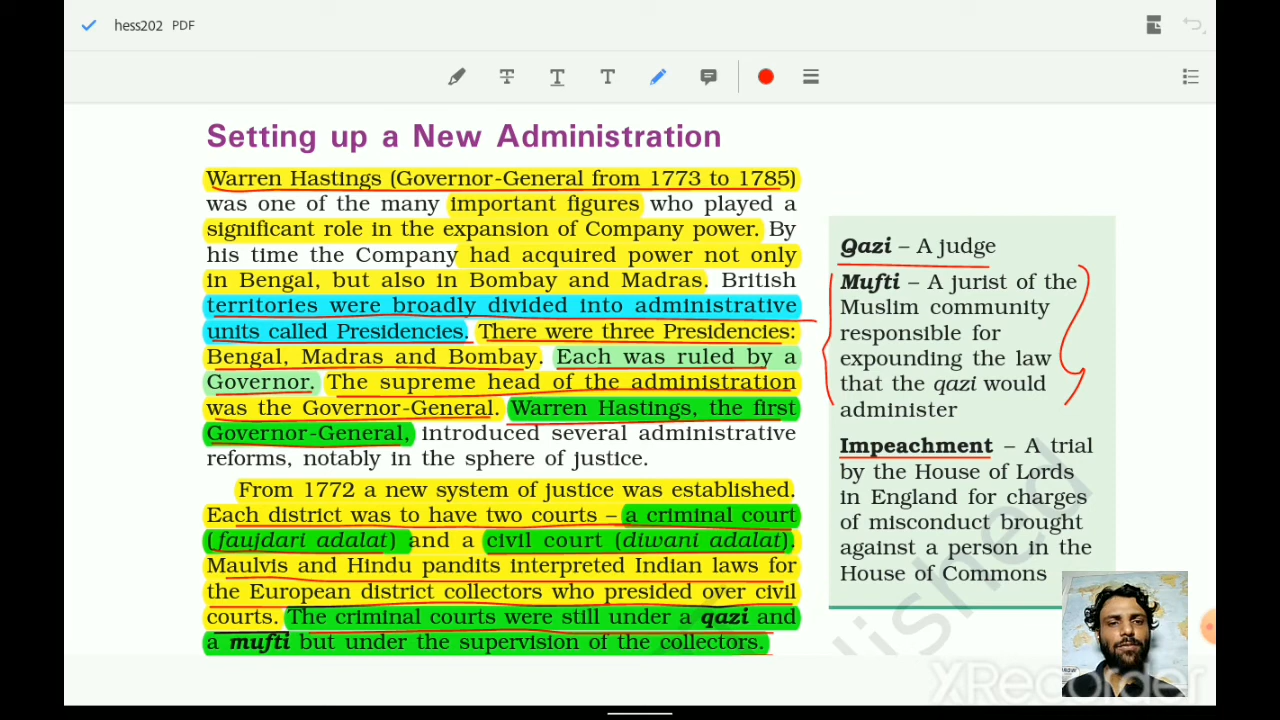 hess202 PDF
Setting up a New Administration
Warren Hastings (Governor-General from 1773 to 1785)
was one of the many important figures who played a
significant role in the expansion of Company power. By
his time the Company had acquired power not only
in Bengal, but also in Bombay and Madras. British
territories were broadly divided into administrative
units called Presidencies. There were three Presidencies:
Bengal, Madras and Bombay. Each was ruled by a
Governor. The supreme head of the administration
was the Governor-General. Warren Hastings, the first
Governor-General, introduced several administrative
reforms, notably in the sphere of justice.
From 1772 a new system of justice was established.
Each district was to have two courts – a criminal court
(faujdari adalat) and a civil court (diwani adalat).
Maulvis and Hindu pandits interpreted Indian laws for
the European district collectors who presided over civil
courts. The criminal courts were still under a qazi and
a mufti but under the supervision of the collectors.
Qazi – A judge
Mufti – A jurist of the
Muslim community
responsible for
expounding the law
that the qazi would
administer
Impeachment – A trial
by the House of Lords
in England for charges
of misconduct brought
against a person in the
House of Commons
XRecorder